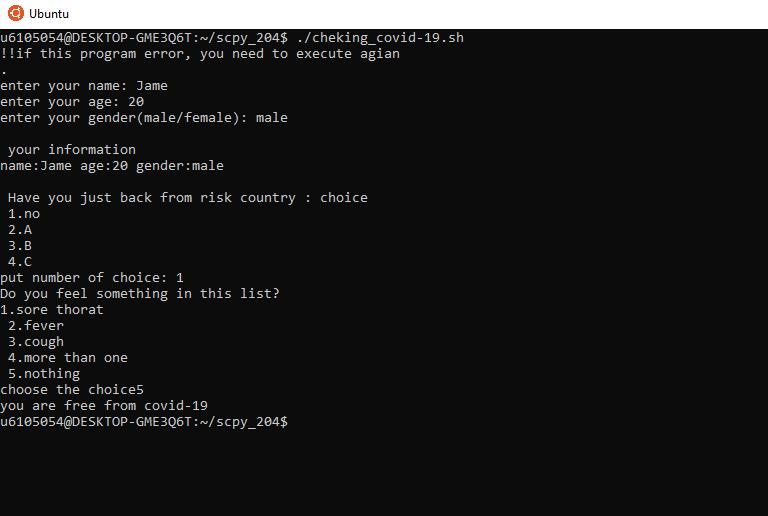 Ubuntu
u6105054@DESKTOP-GME3Q6T:~/scpy_204$ ./cheking_covid-19.sh
!!if this program error, you need to execute agian
.
enter your name: Jame
enter your age: 20
enter your gender(male/female): male
your information
name:Jame age:20 gender:male
Have you just back from risk country : choice
1.no
2.A
3.B
4.C
put number of choice: 1
Do you feel something in this list?
1.sore thorat
2.fever
3.cough
4.more than one
5.nothing
choose the choice5
you are free from covid-19
u6105054@DESKTOP-GME3Q6T:~/scpy_204$